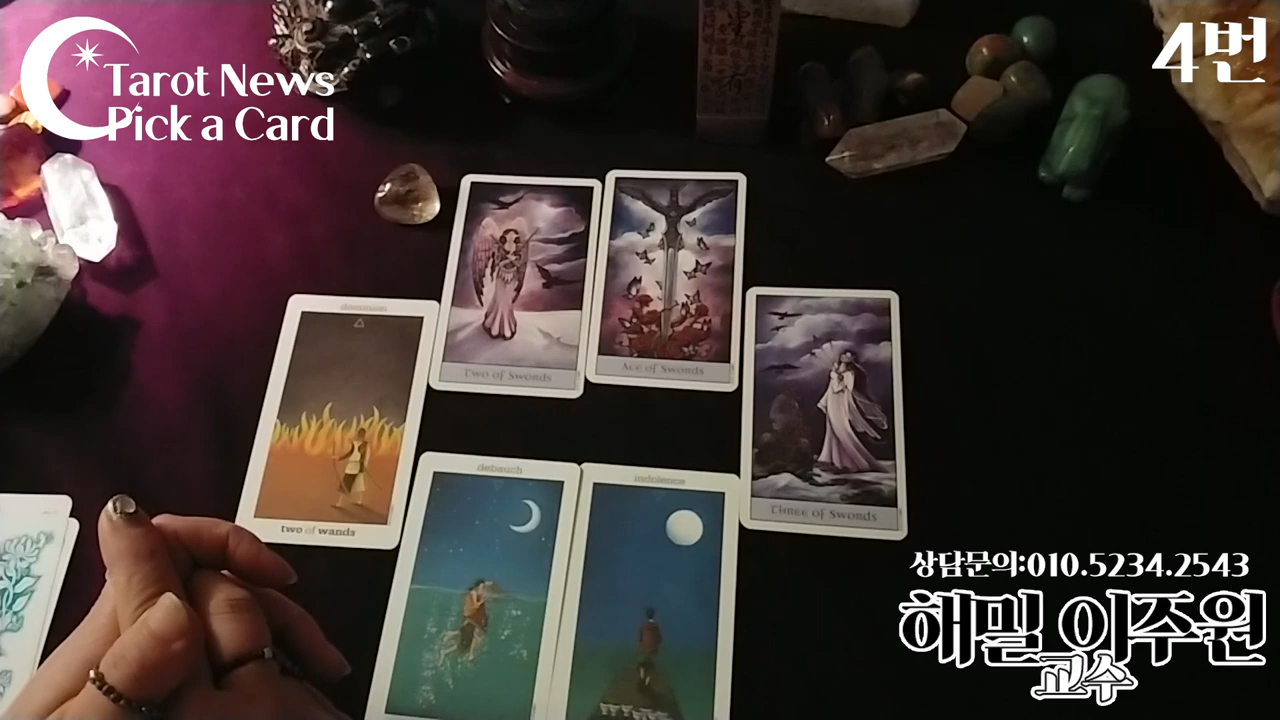 Tarot News
Pick a Card
4번
Two of Swords
Ace of Swords
dominion
two of wands
Three of Swords
debauch
indolence
상담문의:010.5234.2543
해밀 이주원
교수